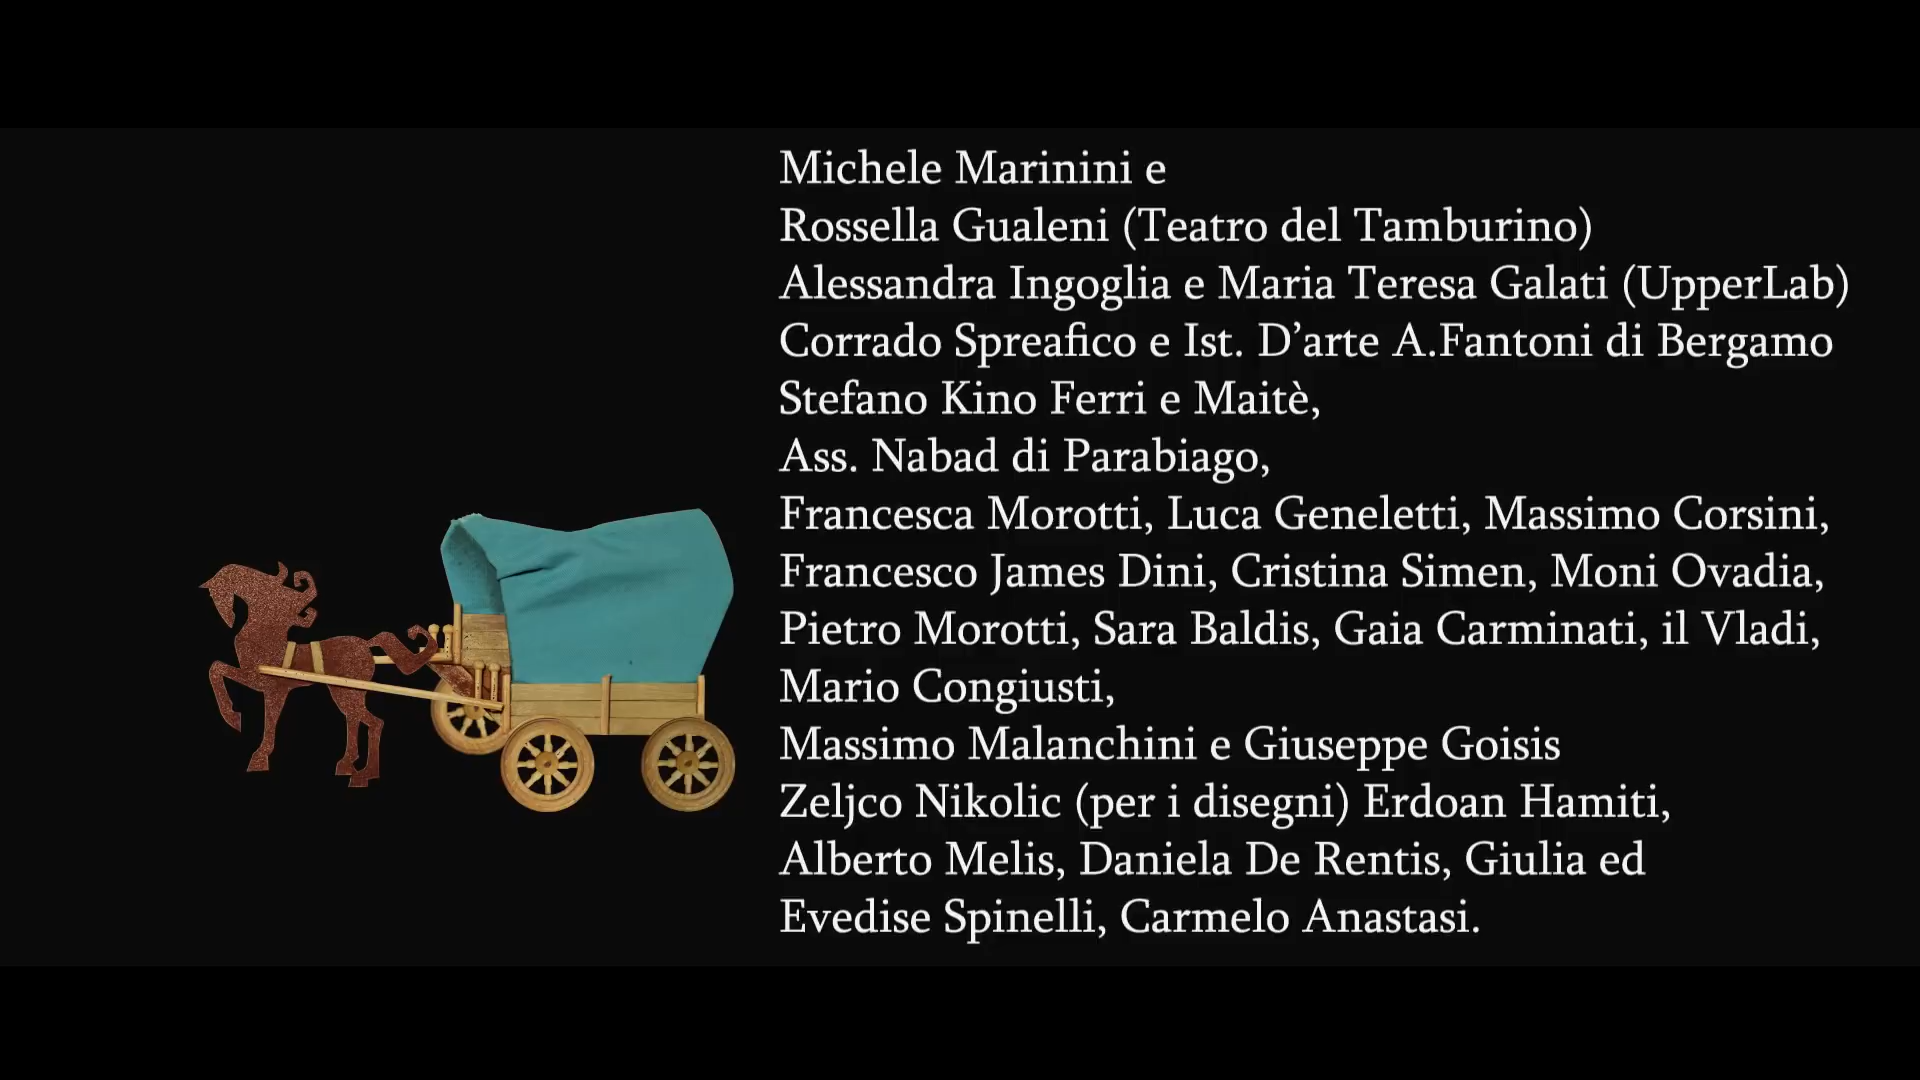 Michele Marinini e
Rossella Gualeni (Teatro del Tamburino)
Alessandra Ingoglia e Maria Teresa Galati (UpperLab)
Corrado Spreafico e Ist. D’arte A.Fantoni di Bergamo
Stefano Kino Ferri e Maitè,
Ass. Nabad di Parabiago,
Francesca Morotti, Luca Geneletti, Massimo Corsini,
Francesco James Dini, Cristina Simen, Moni Ovadia,
Pietro Morotti, Sara Baldis, Gaia Carminati, il Vladi,
Mario Congiusti,
Massimo Malanchini e Giuseppe Goisis
Zeljco Nikolic (per i disegni) Erdoan Hamiti,
Alberto Melis, Daniela De Rentis, Giulia ed
Evedise Spinelli, Carmelo Anastasi.